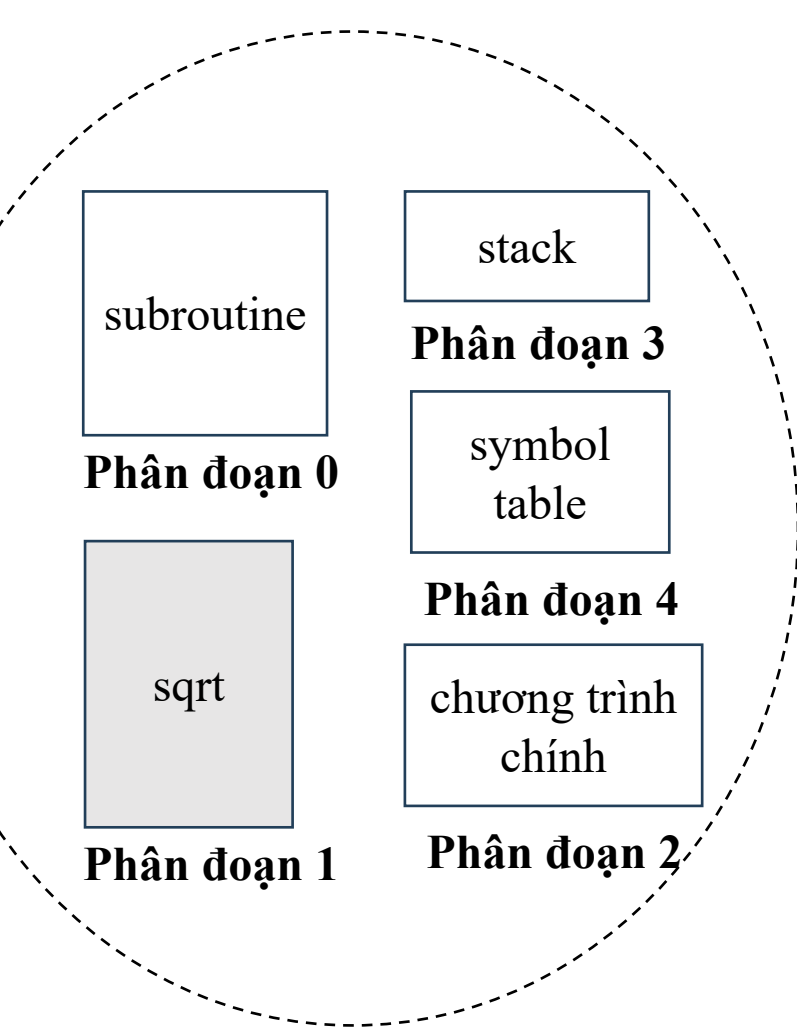 subroutine
Phân đoạn 0
sqrt
Phân đoạn 1
stack
Phân đoạn 3
symbol
table
Phân đoạn 4
chương trình
chính
Phân đoạn 2